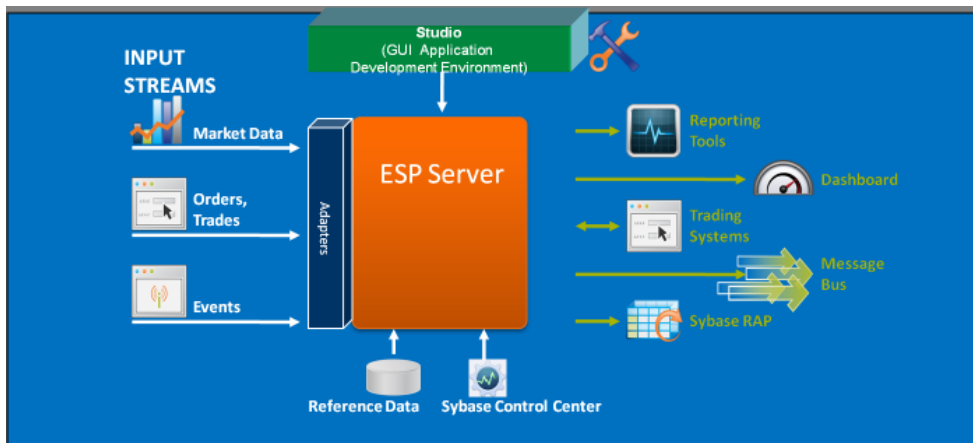 Studio
(GUI Application
Development Environment)
INPUT
STREAMS
Market Data
Orders,
Trades
Events
Adapters
ESP Server
Reporting
Tools
Dashboard
Trading
Systems
Message
Bus
Sybase RAP
Reference Data
Sybase Control Center